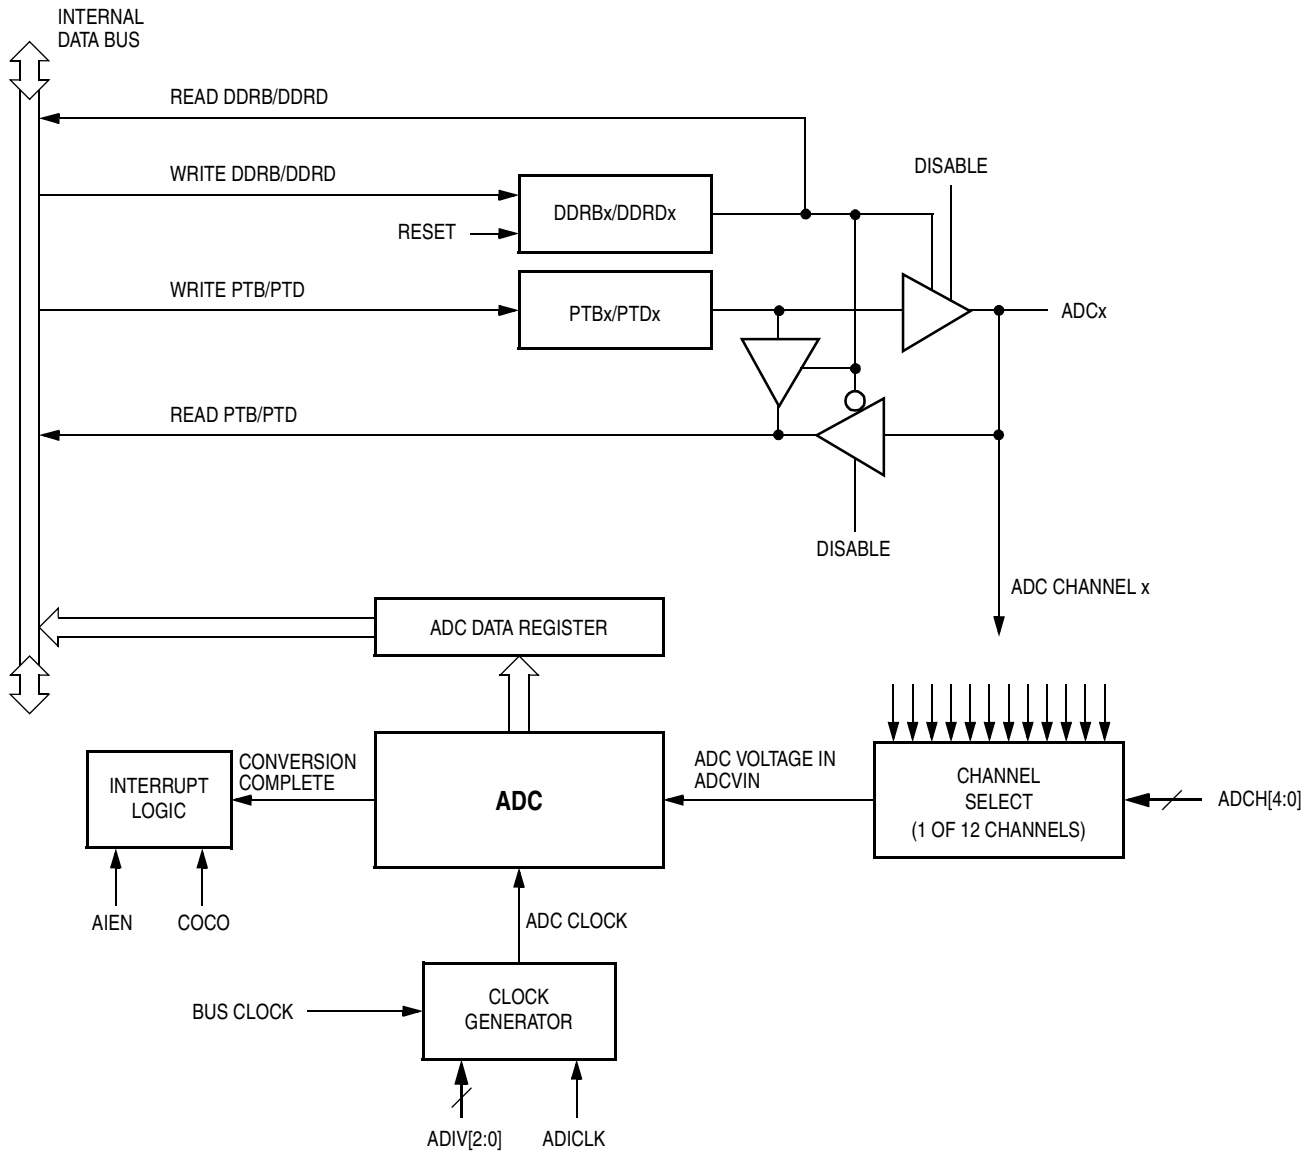 INTERNAL
DATA BUS
READ DDRB/DDRD
WRITE DDRB/DDRD
DISABLE
DDRBx/DDRDx
RESET
WRITE PTB/PTD
PTBx/PTDx
ADCx
READ PTB/PTD
DISABLE
ADC CHANNEL x
ADC DATA REGISTER
INTERRUPT
LOGIC
CONVERSION
COMPLETE
ADC
ADC VOLTAGE IN
ADCVIN
CHANNEL
SELECT
(1 OF 12 CHANNELS)
ADCH[4:0]
AIEN
COCO
ADC CLOCK
BUS CLOCK
CLOCK
GENERATOR
ADIV[2:0]
ADICLK